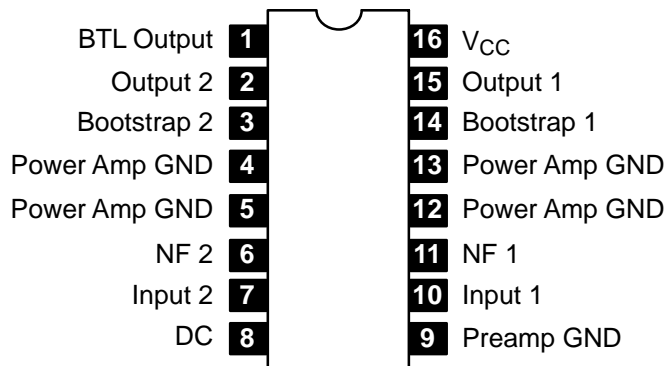 BTL Output 1 16 VCC
Output 2 2 15 Output 1
Bootstrap 2 3 14 Bootstrap 1
Power Amp GND 4 13 Power Amp GND
Power Amp GND 5 12 Power Amp GND
NF 2 6 11 NF 1
Input 2 7 10 Input 1
DC 8 9 Preamp GND